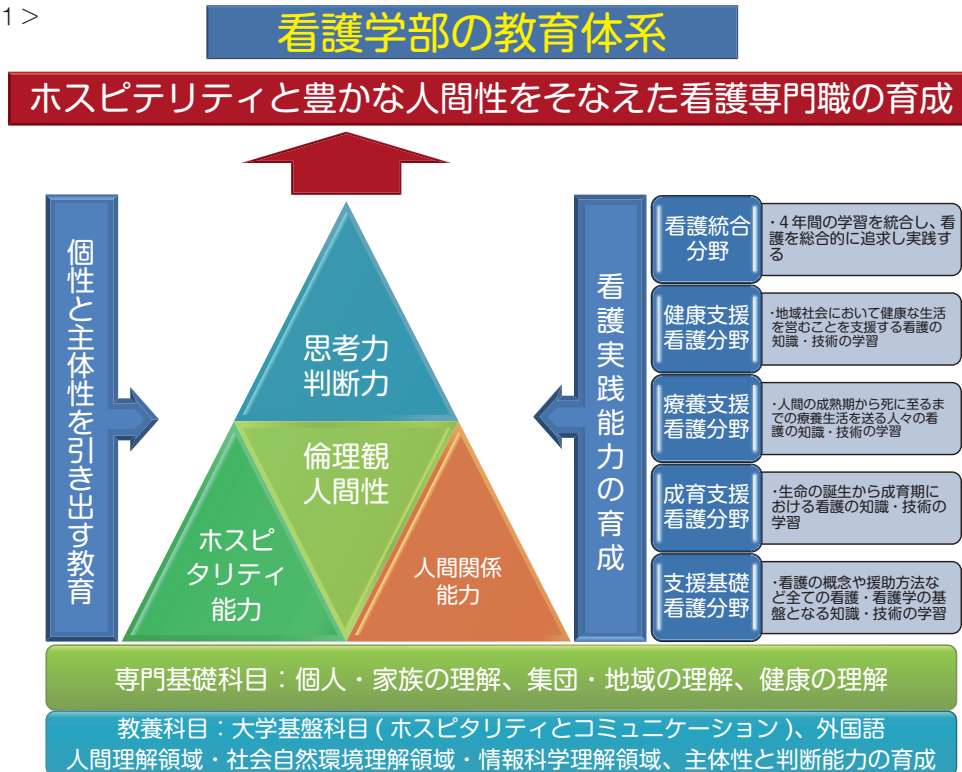 1 >
看護学部の教育体系
ホスピテリティと豊かな人間性をそなえた看護専門職の育成
個性と主体性を引き出す教育
思考力
判断力
倫理観
人間性
ホスピ
タリティ
能力
人間関係
能力
看護実践能力の育成
看護統合
分野
・4年間の学習を統合し、看
護を総合的に追求し実践す
る
健康支援
看護分野
・地域社会において健康な生活
を営むことを支援する看護の
知識・技術の学習
療養支援
看護分野
・人間の成熟期から死に至るま
での療養生活を送る人々の看
護の知識・技術の学習
成育支援
看護分野
・生命の誕生から成育期に
おける看護の知識・技術の
学習
支援基礎
看護分野
・看護の概念や援助方法な
ど全ての看護・看護学の基
盤となる知識・技術の学習
専門基礎科目：個人・家族の理解、集団・地域の理解、健康の理解
教養科目：大学基盤科目 ( ホスピタリティとコミュニケーション )、外国語
人間理解領域・社会自然環境理解領域・情報科学理解領域、主体性と判断能力の育成